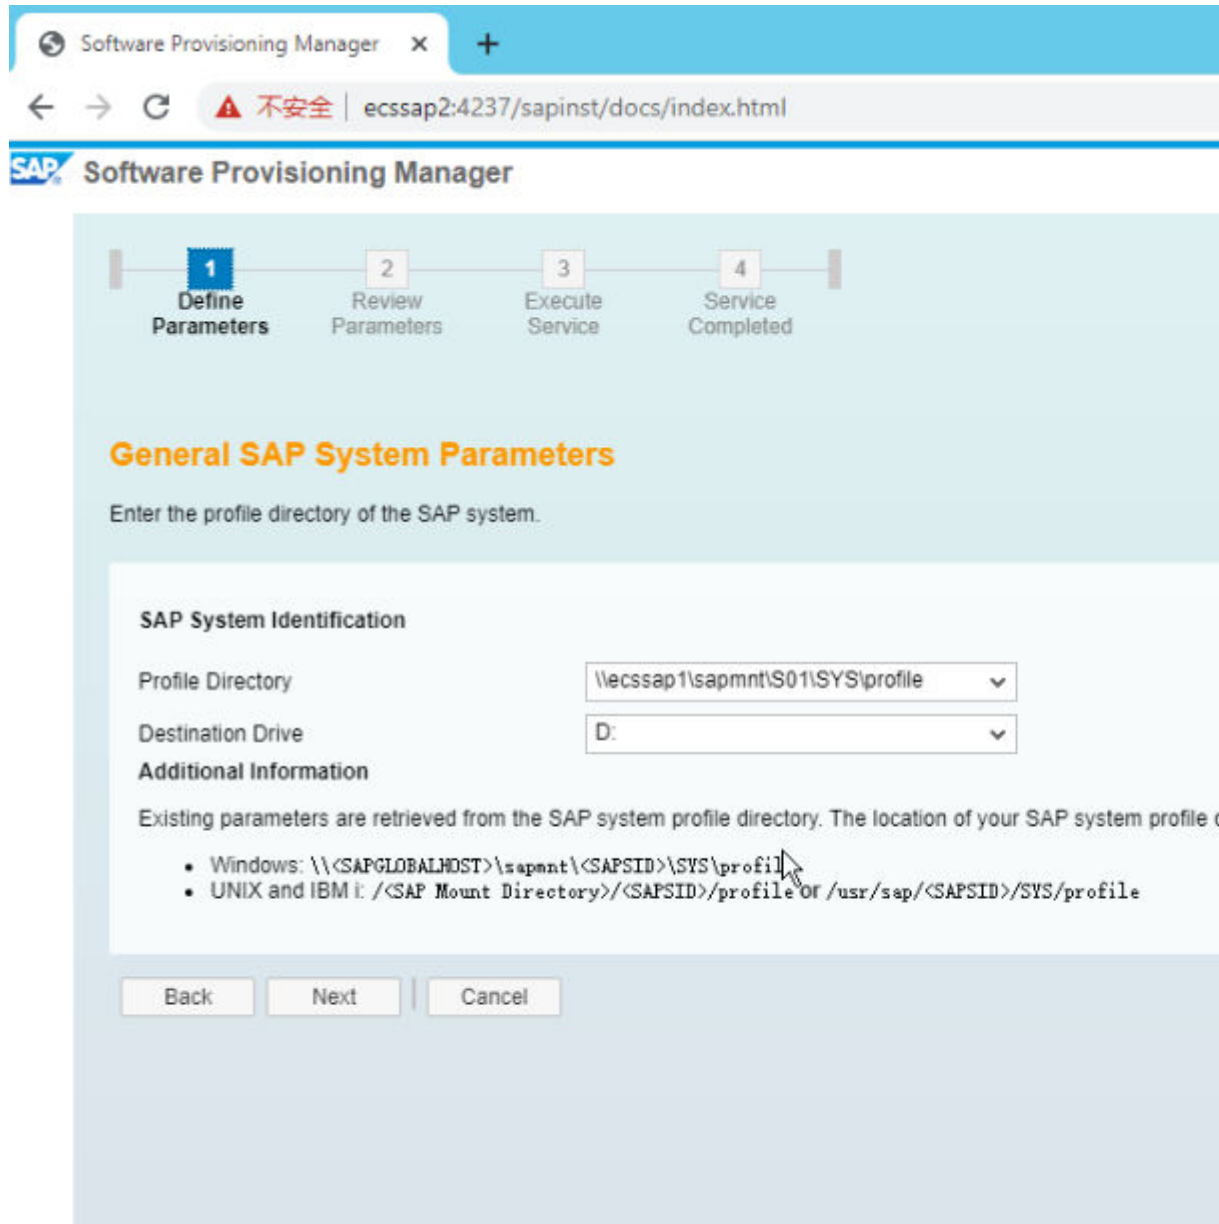 Software Provisioning Manager
不安全 ecssap2:4237/sapinst/docs/index.html
SAP Software Provisioning Manager
1 2 3 4
Define Review Execute Service
Parameters Parameters Service Completed
General SAP System Parameters
Enter the profile directory of the SAP system.
SAP System Identification
Profile Directory \\ecssap1\sapmnt\S01\SYS\profile
Destination Drive D:
Additional Information
Existing parameters are retrieved from the SAP system profile directory. The location of your SAP system profile
• Windows: \\<SAPGLOBALHOST>\sapmnt\<SAPSID>\SYS\profil
• UNIX and IBM i: /<SAP Mount Directory>/<SAPSID>/profile or /usr/sap/<SAPSID>/SYS/profile
Back Next Cancel